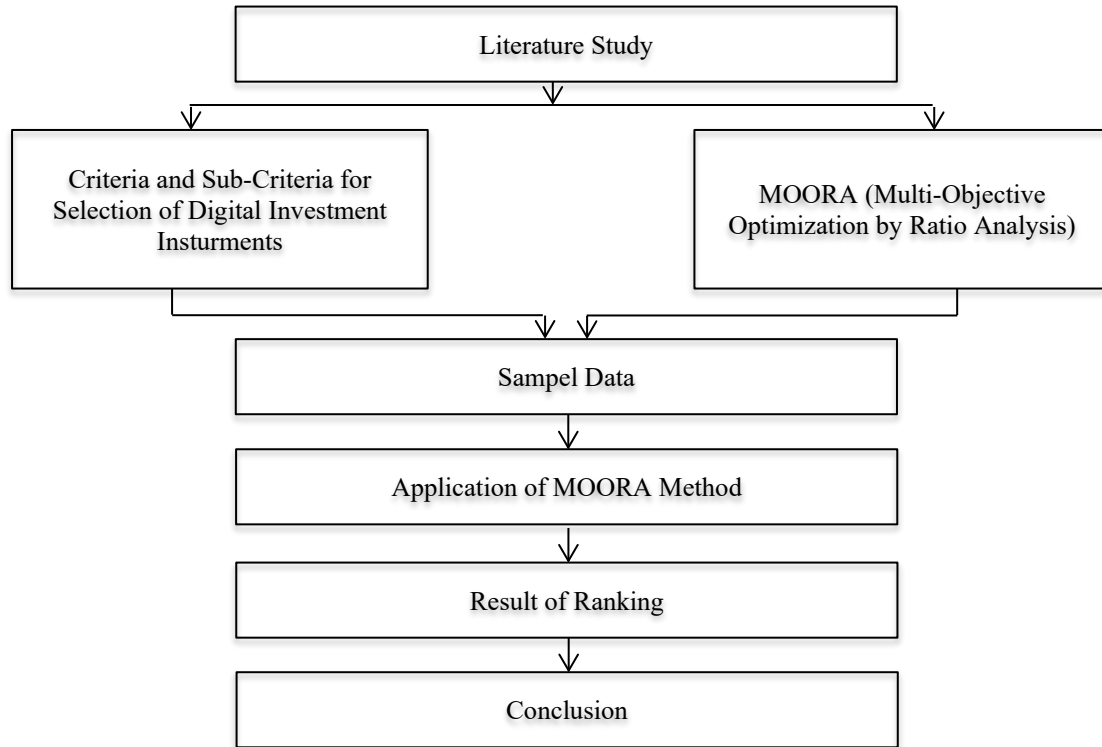 Literature Study
Criteria and Sub-Criteria for
Selection of Digital Investment
Insturments
MOORA (Multi-Objective
Optimization by Ratio Analysis)
Sampel Data
Application of MOORA Method
Result of Ranking
Conclusion